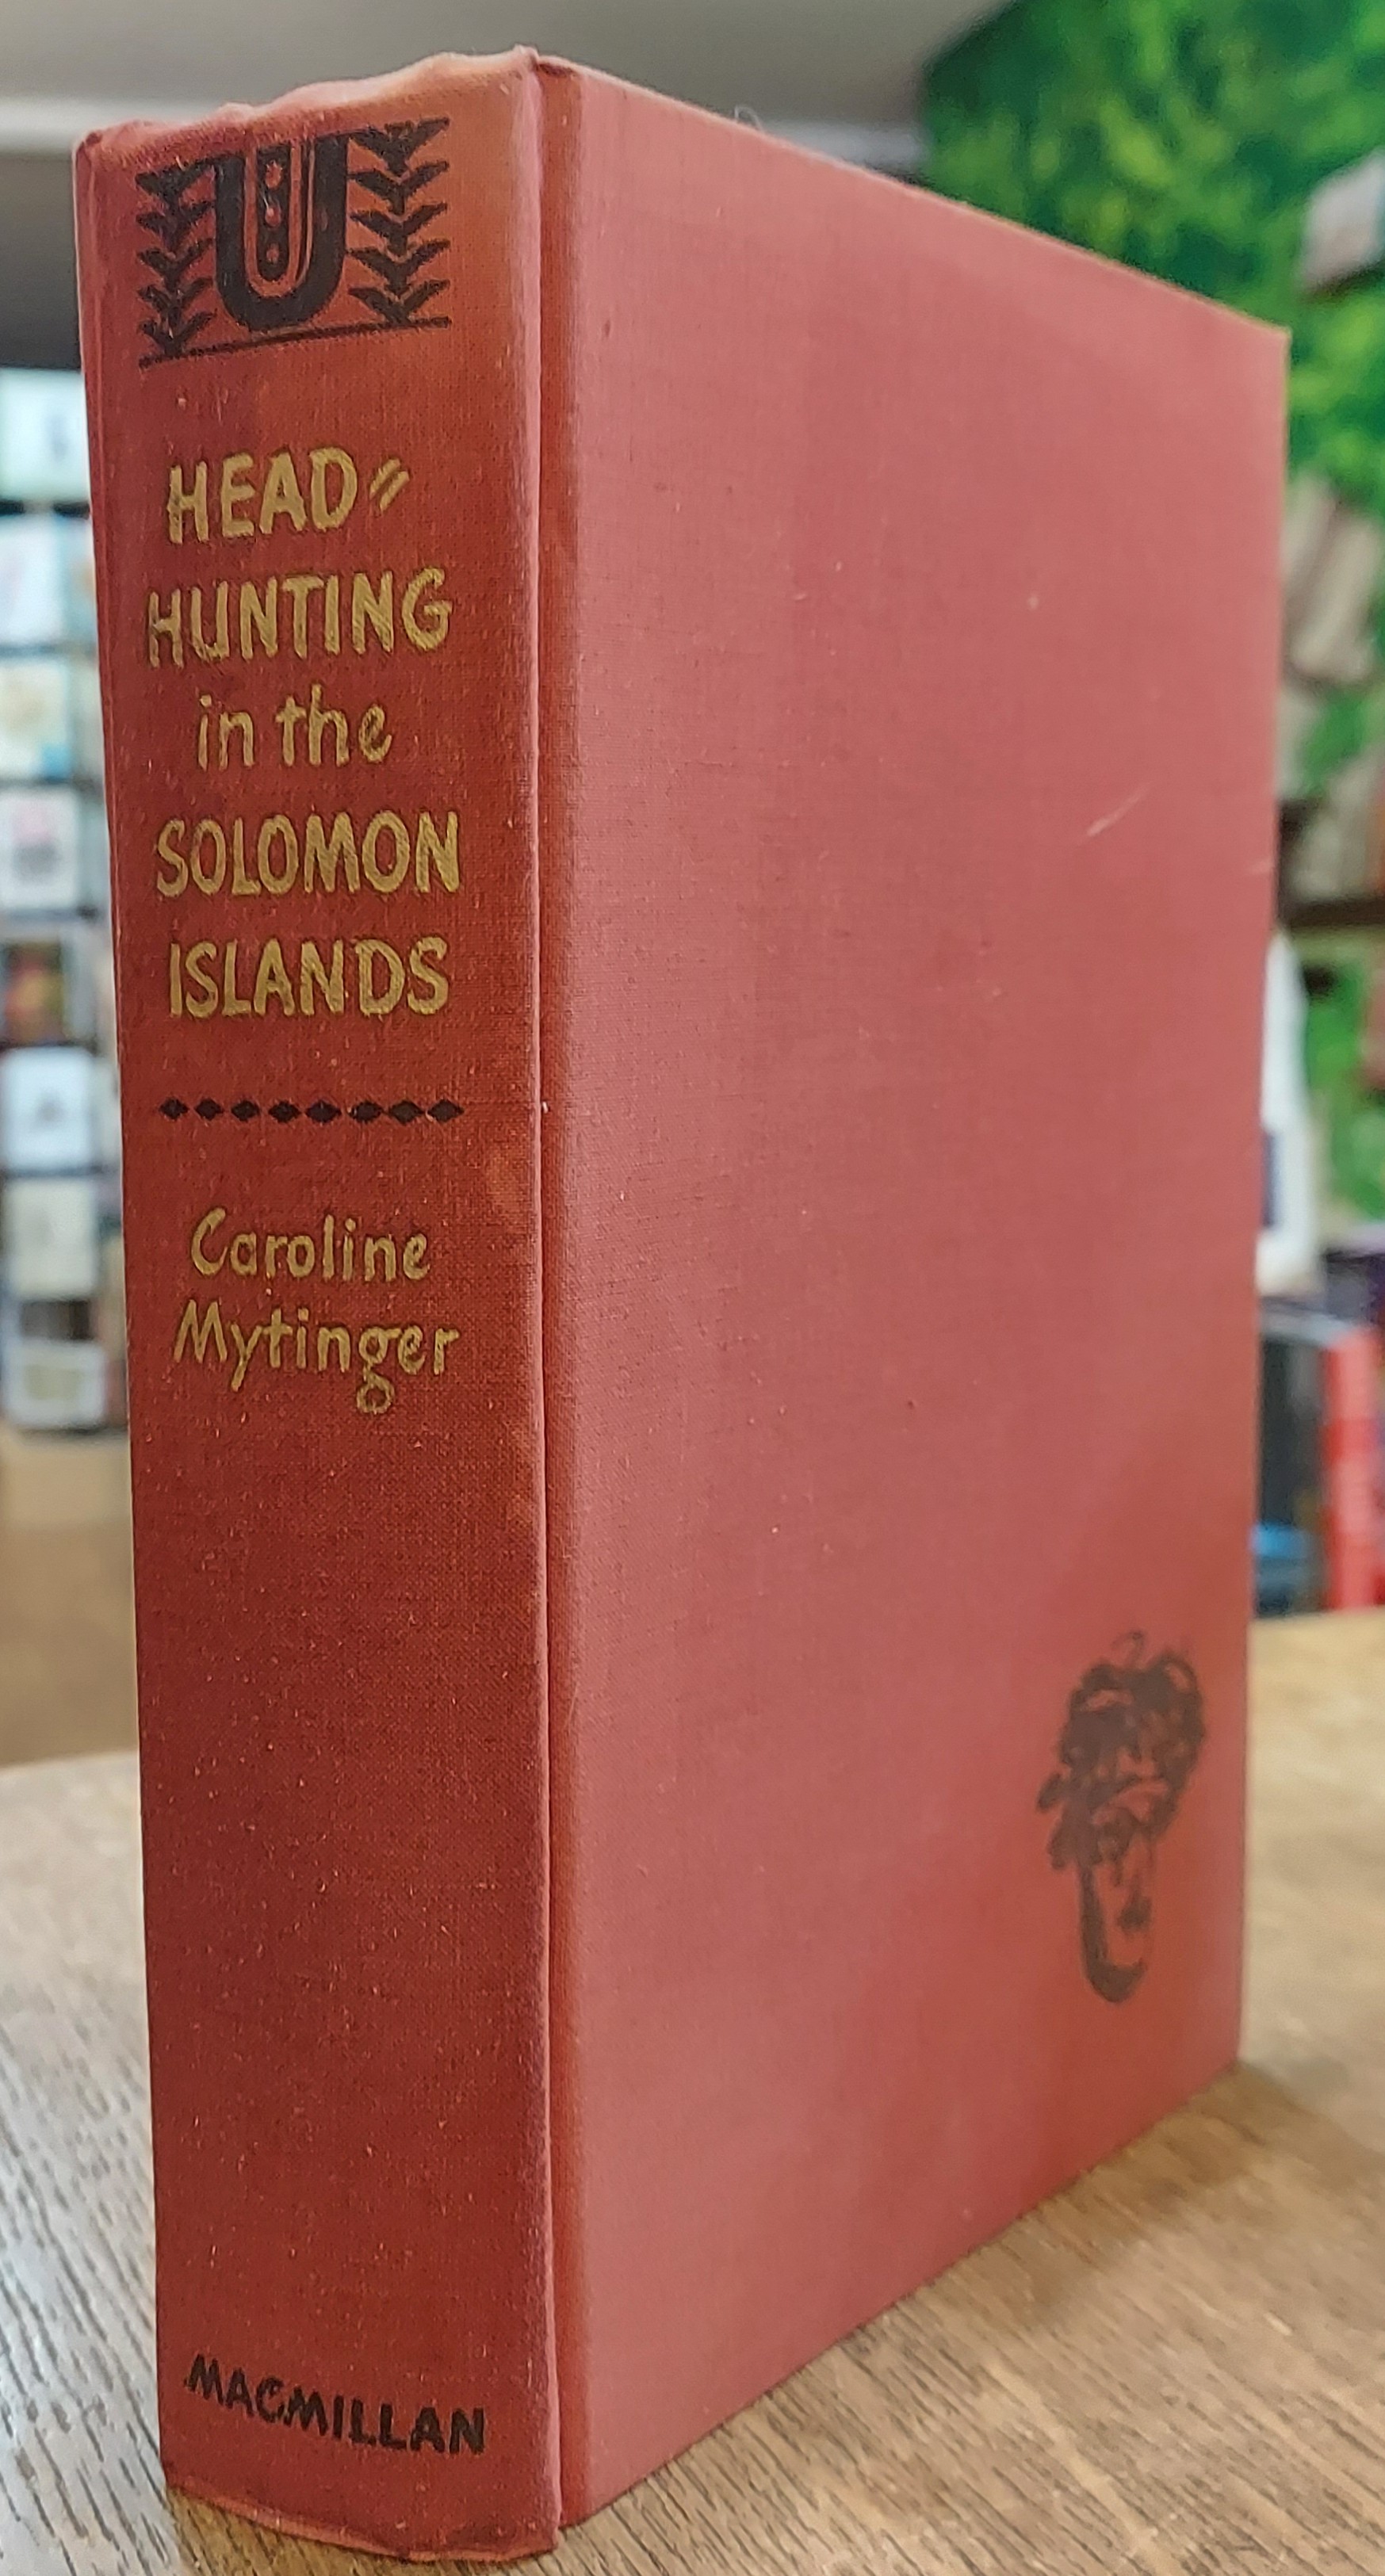 HEAD=
HUNTING
in the
SOLOMON
ISLANDS
Caroline
Mytinger
MACMILLAN